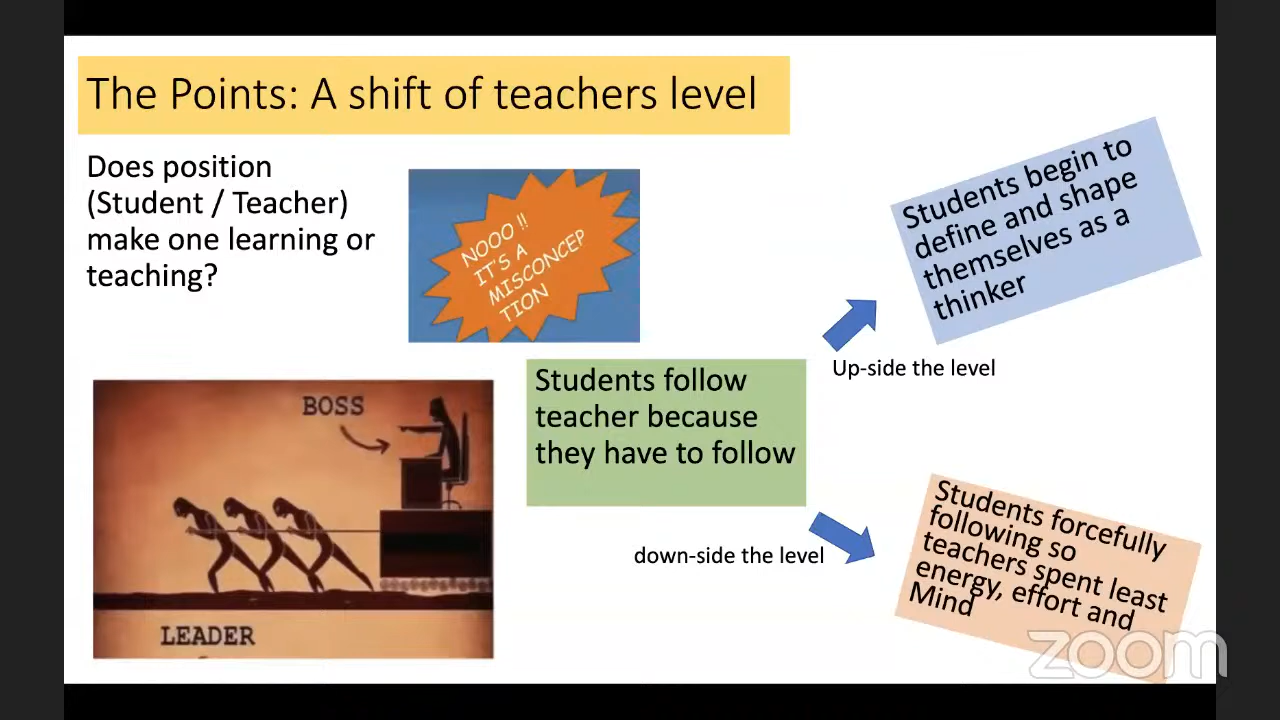 The Points: A shift of teachers level
Does position
(Student / Teacher)
make one learning or
teaching?
NOOO !!
IT'S A
MISCONCEP
TION
Students begin to
define and shape
themselves as a
thinker
Up-side the level
Students follow
teacher because
they have to follow
BOSS
LEADER
down-side the level
Students forcefully
following so
teachers spent least
energy, effort and
Mind
zoom